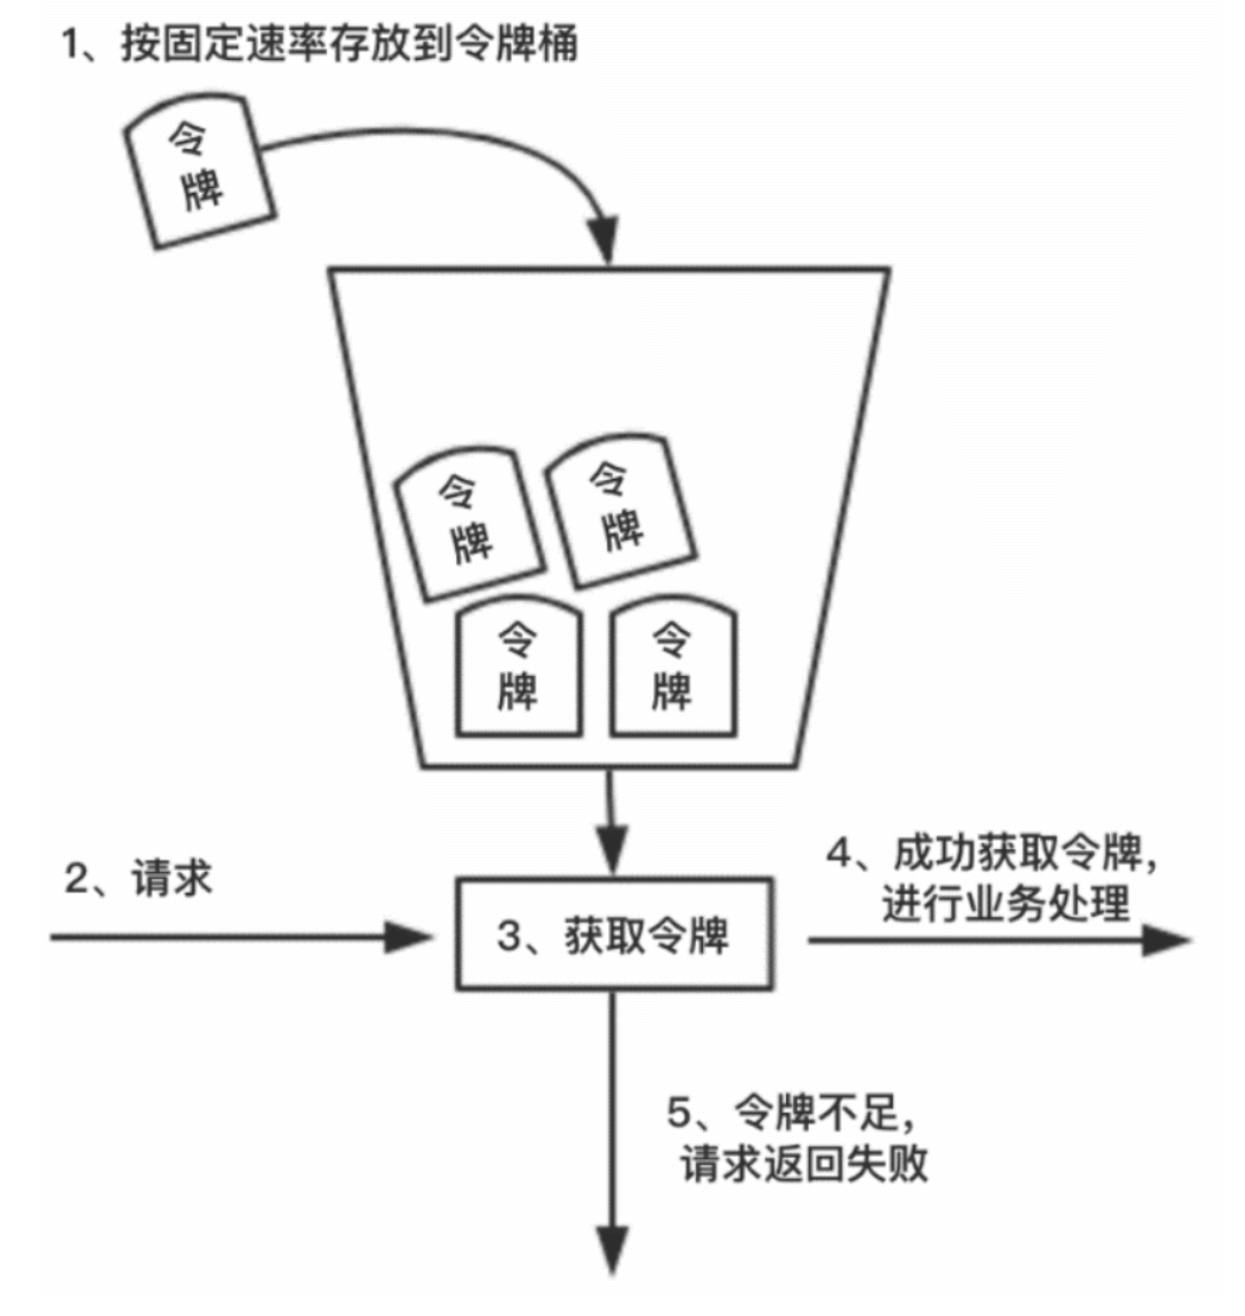 1、按固定速率存放到令牌桶
令
牌
令
牌
令
牌
令
牌
令
牌
2、请求
3、获取令牌
4、成功获取令牌，
进行业务处理
5、令牌不足，
请求返回失败